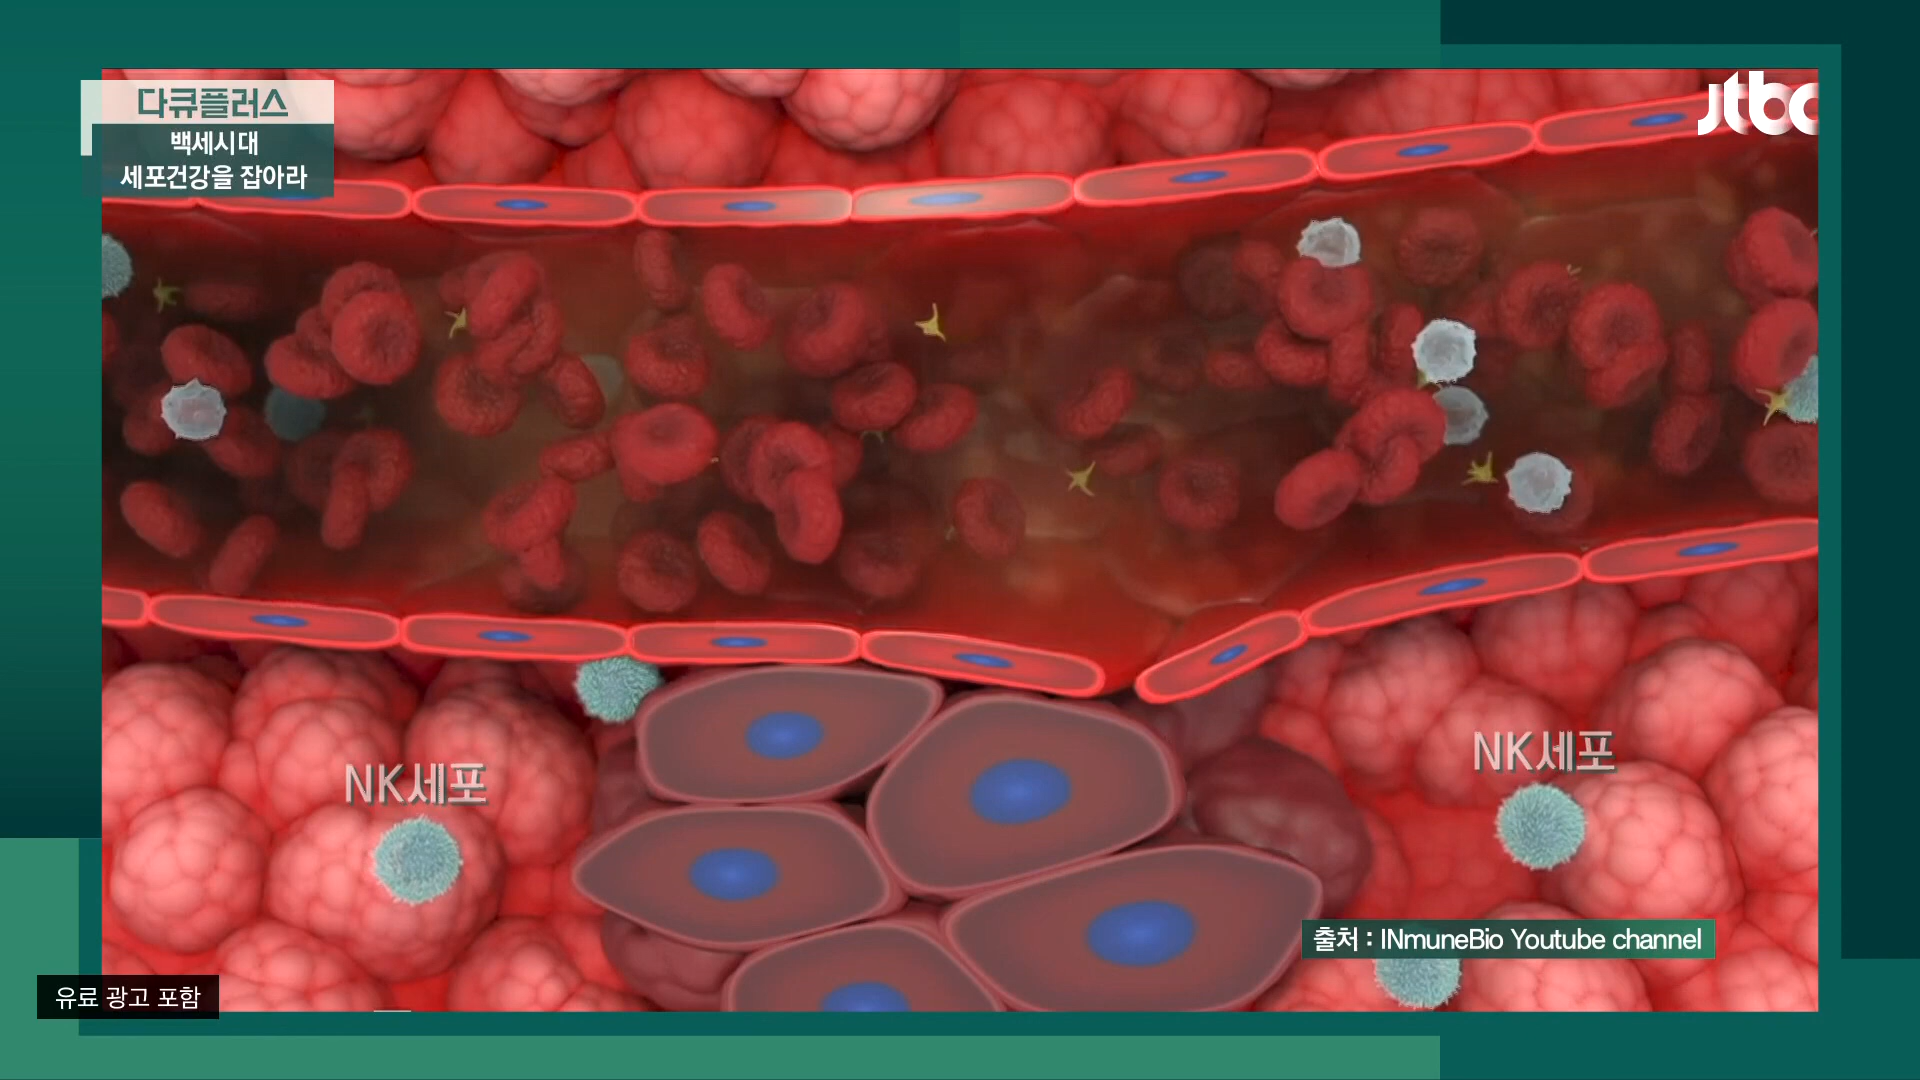 다큐플러스
백세시대
세포건강을 잡아라
jtbc
NK세포
NK세포
출처 : INmuneBio Youtube channel
유료 광고 포함